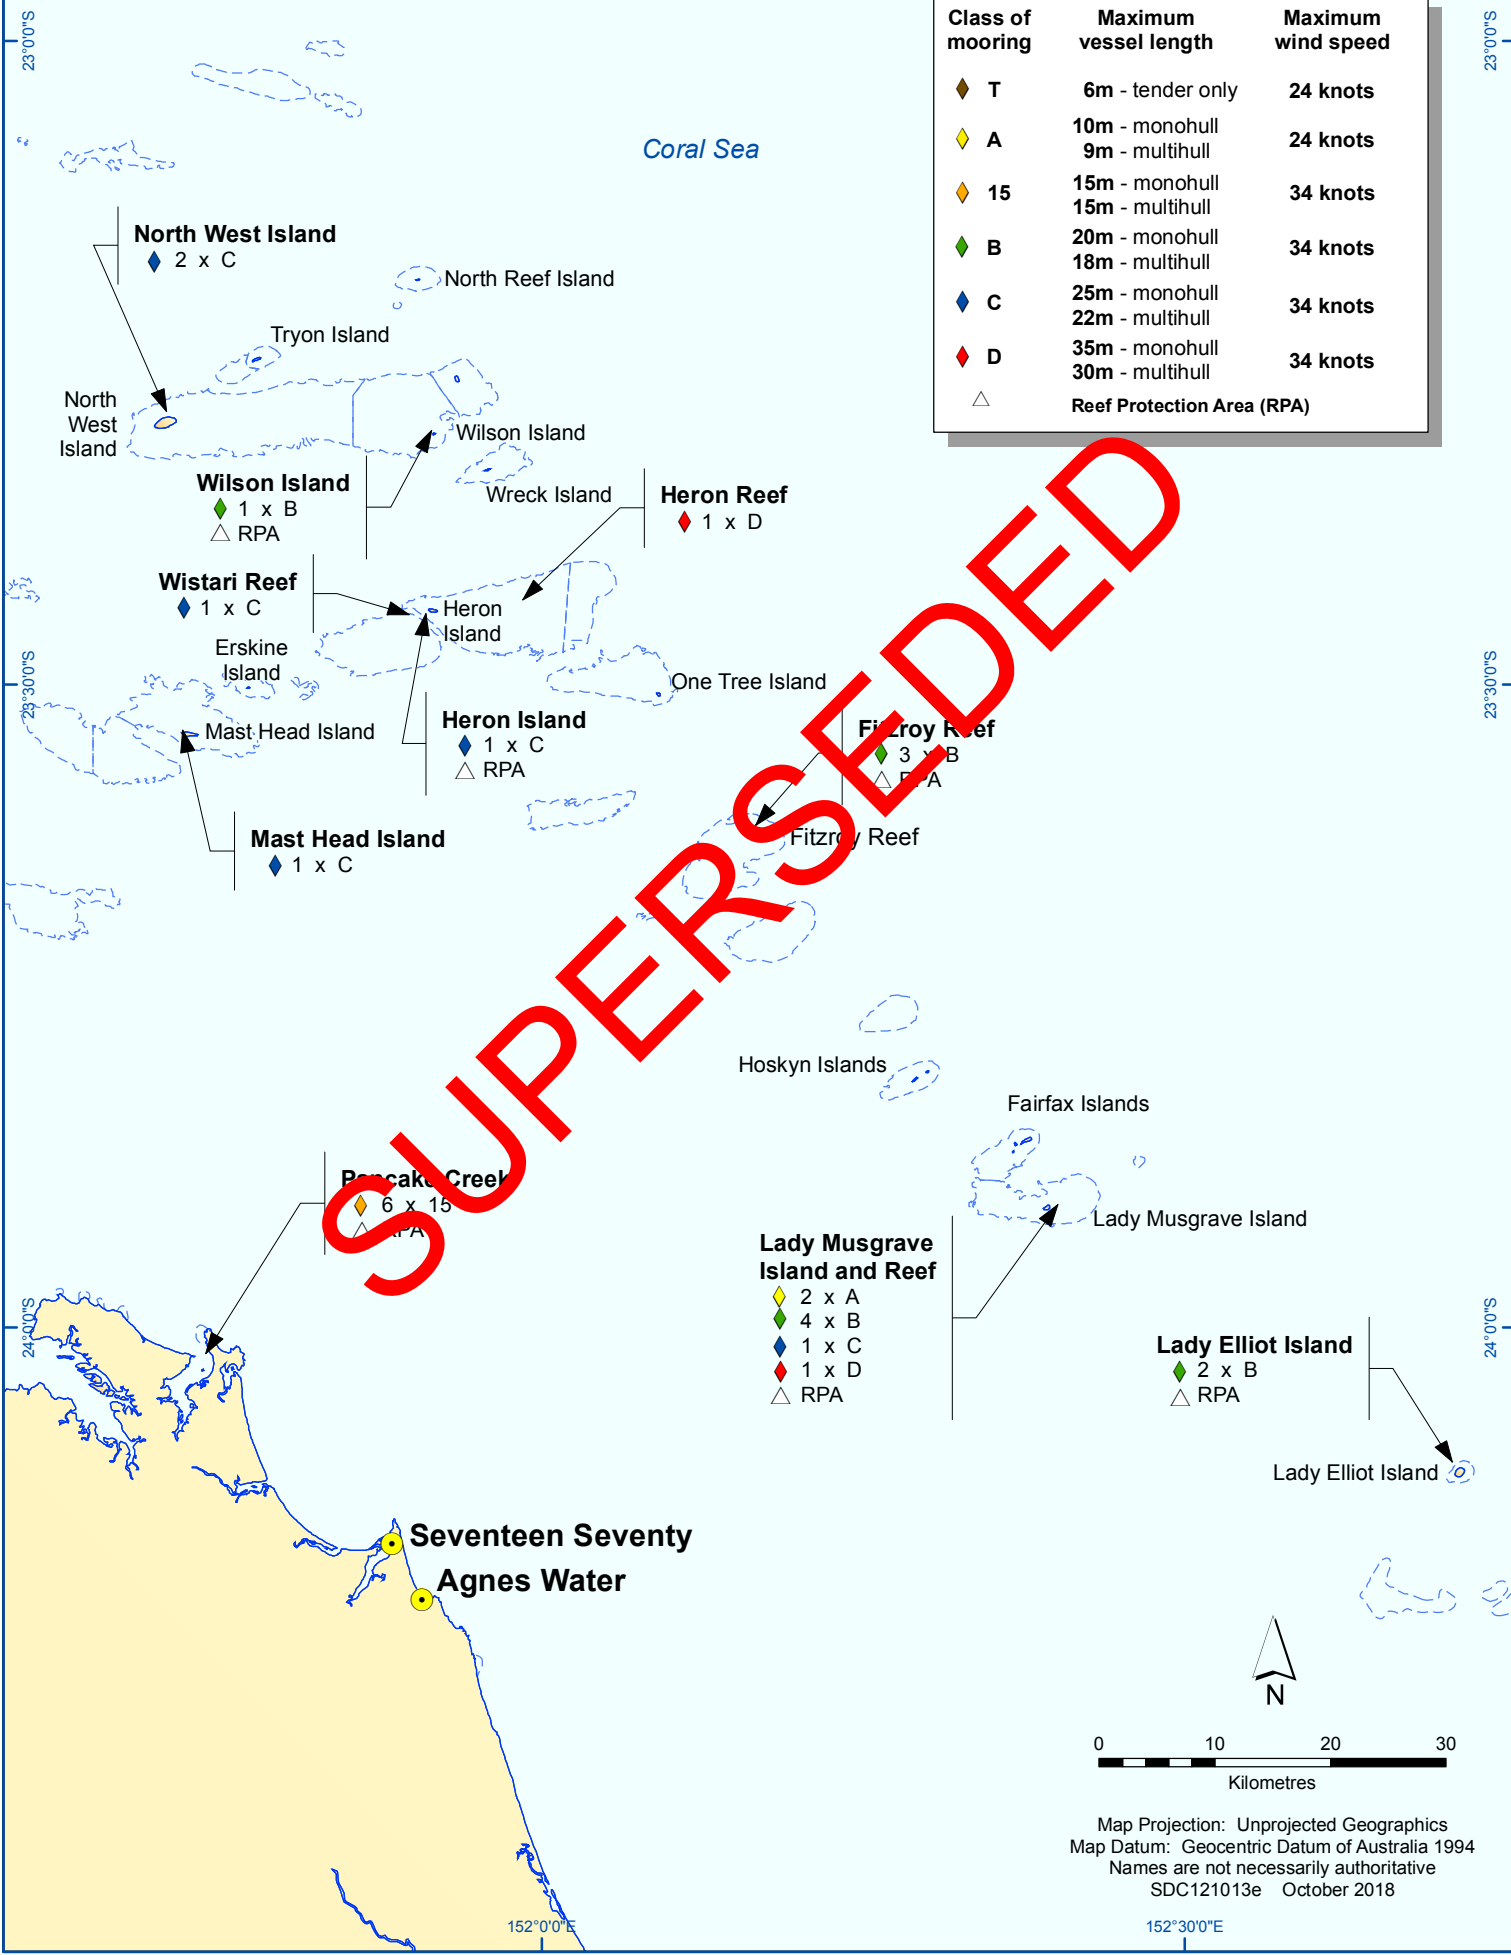 Class of mooring
Maximum vessel length
Maximum wind speed
T 6m - tender only 24 knots
A 10m - monohull 24 knots
9m - multihull
15 15m - monohull 34 knots
15m - multihull
B 20m - monohull 34 knots
18m - multihull
C 25m - monohull 34 knots
22m - multihull
D 35m - monohull 34 knots
30m - multihull
Reef Protection Area (RPA)
23°0'0"S
23°0'0"S
Coral Sea
North West Island
2 x C
North Reef Island
Tryon Island
North
West
Island
Wilson Island
Wilson Island
1 x B
RPA
Wreck Island
Heron Reef
1 x D
Wistari Reef
1 x C
Heron
Island
Erskine
Island
One Tree Island
23°30'0"S
23°30'0"S
Mast Head Island
Heron Island
1 x C
RPA
Fitzroy Reef
3 x B
RPA
Fitzroy Reef
Mast Head Island
1 x C
SUPERSEDED
Hoskyn Islands
Fairfax Islands
Pancake Creek
6 x 15
RPA
Lady Musgrave Island
Lady Musgrave
Island and Reef
2 x A
4 x B
1 x C
1 x D
RPA
24°0'0"S
24°0'0"S
Lady Elliot Island
2 x B
RPA
Lady Elliot Island
Seventeen Seventy
Agnes Water
N
0 10 20 30
Kilometres
Map Projection: Unprojected Geographics
Map Datum: Geocentric Datum of Australia 1994
Names are not necessarily authoritative
SDC121013e October 2018
152°0'0"E
152°30'0"E